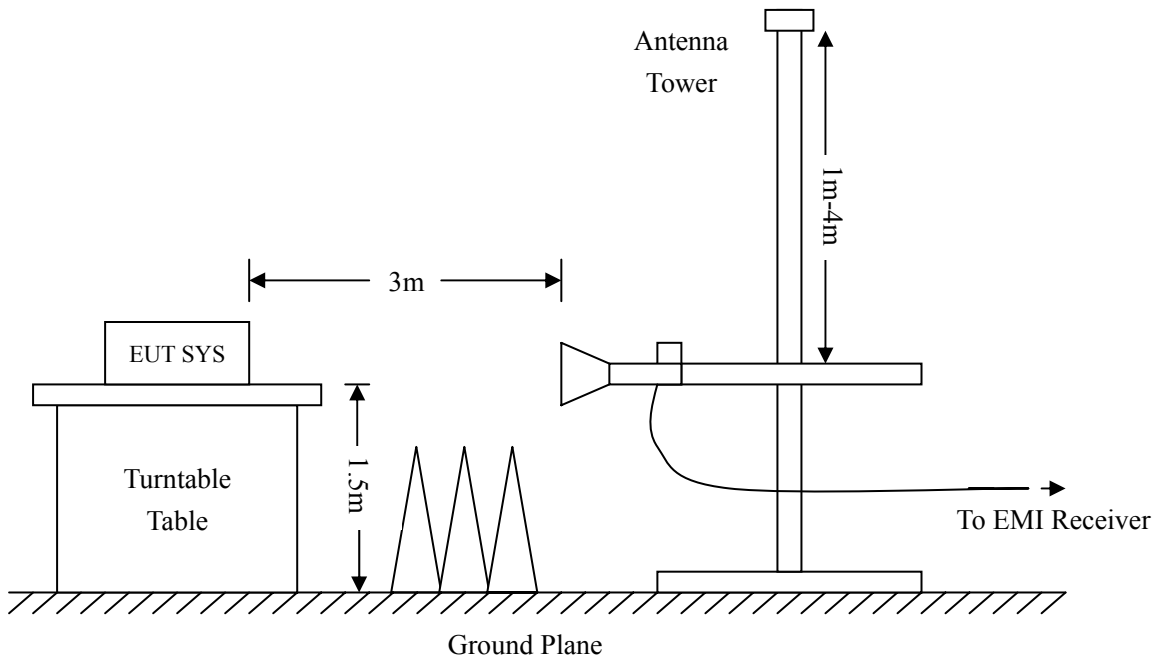 Antenna
Tower
1m-4m
3m
EUT SYS
1.5m
Turntable
Table
To EMI Receiver
Ground Plane